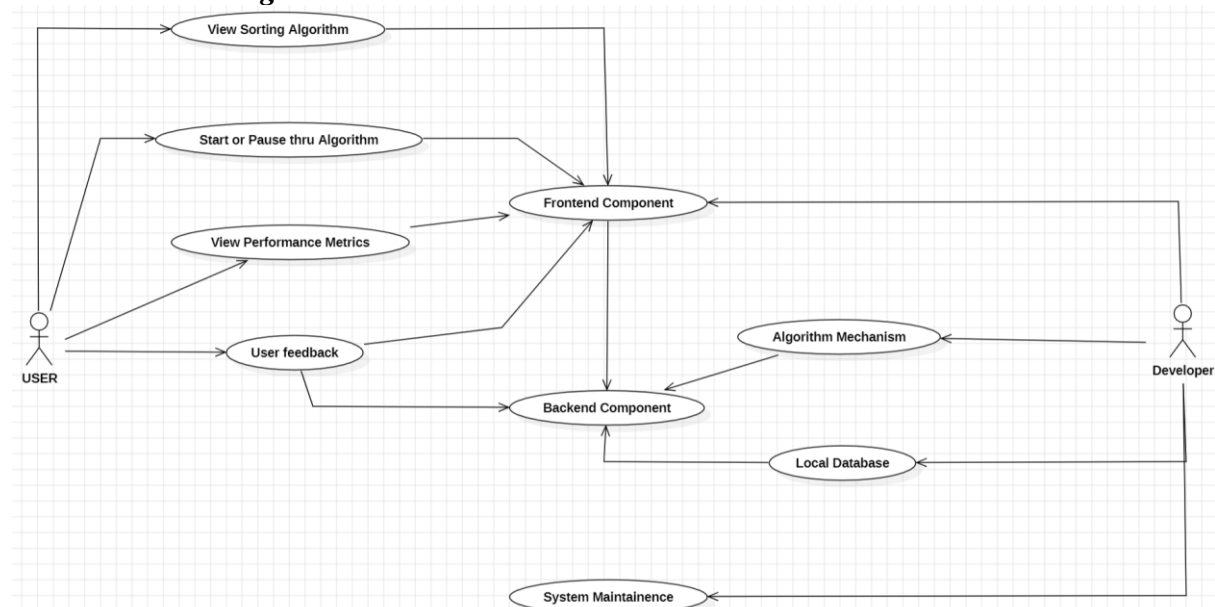 View Sorting Algorithm
Start or Pause thru Algorithm
Frontend Component
View Performance Metrics
Algorithm Mechanism
User feedback
USER
Developer
Backend Component
Local Database
System Maintainence